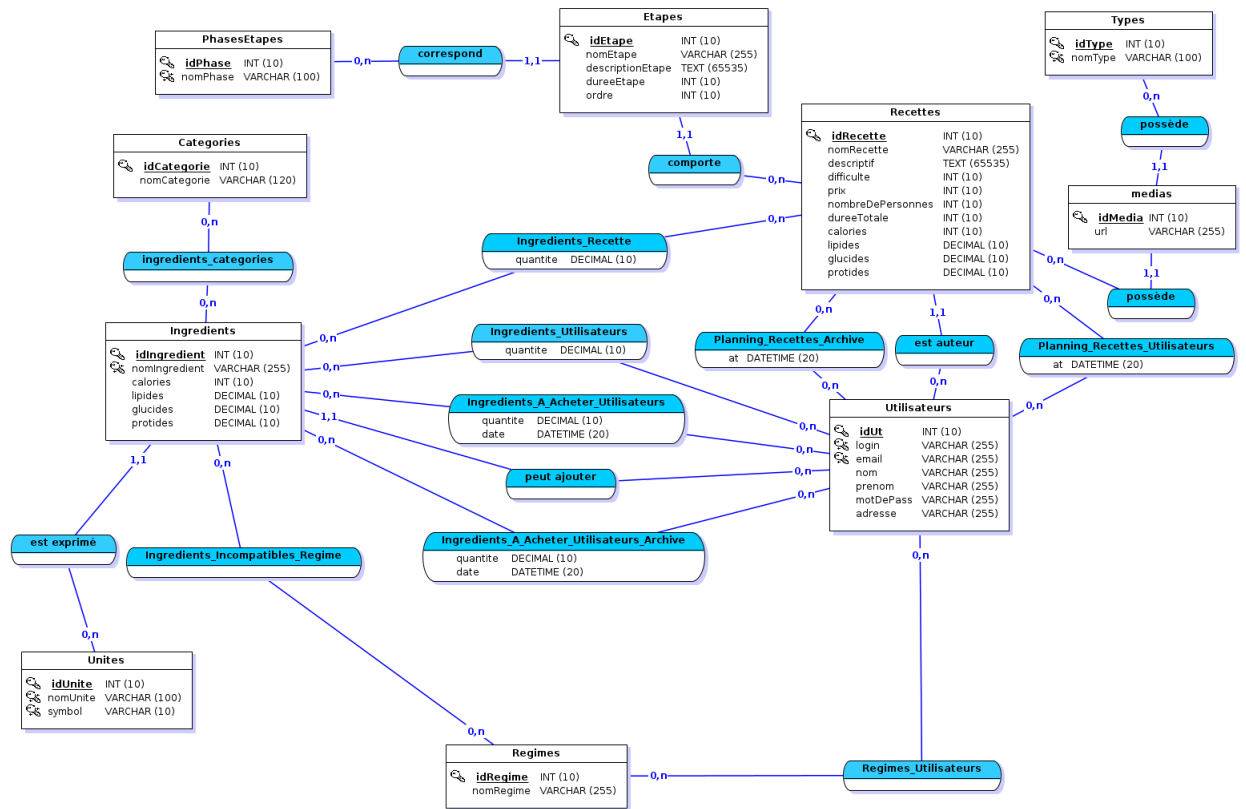 PhasesEtapes
idPhase INT (10)
nomPhase VARCHAR (100)
0,n
correspond
1,1
Etapes
idEtape INT (10)
nomEtape VARCHAR (255)
descriptionEtape TEXT (65535)
dureeEtape INT (10)
ordre INT (10)
Types
idType INT (10)
nomType VARCHAR (100)
0,n
possède
1,1
medias
idMedia INT (10)
url VARCHAR (255)
1,1
possède
0,n
1,1
comporte
0,n
Recettes
idRecette INT (10)
nomRecette VARCHAR (255)
descriptif TEXT (65535)
difficulte INT (10)
prix INT (10)
nombreDePersonnes INT (10)
dureeTotale INT (10)
calories INT (10)
lipides DECIMAL (10)
glucides DECIMAL (10)
protides DECIMAL (10)
Categories
idCategorie INT (10)
nomCategorie VARCHAR (120)
0,n
ingredients_categories
0,n
0,n
Ingredients_Recette
quantite DECIMAL (10)
0,n
Ingredients
idIngredient INT (10)
nomIngredient VARCHAR (255)
calories INT (10)
lipides DECIMAL (10)
glucides DECIMAL (10)
protides DECIMAL (10)
0,n
Ingredients_Utilisateurs
quantite DECIMAL (10)
0,n
0,n
Ingredients_A_Acheter_Utilisateurs
quantite DECIMAL (10)
date DATETIME (20)
0,n
1,1
peut ajouter
0,n
0,n
Ingredients_A_Acheter_Utilisateurs_Archive
quantite DECIMAL (10)
date DATETIME (20)
0,n
0,n
Planning_Recettes_Archive
at DATETIME (20)
0,n
1,1
est auteur
0,n
0,n
Planning_Recettes_Utilisateurs
at DATETIME (20)
0,n
Utilisateurs
idUt INT (10)
login VARCHAR (255)
email VARCHAR (255)
nom VARCHAR (255)
prenom VARCHAR (255)
motDePass VARCHAR (255)
adresse VARCHAR (255)
1,1
est exprimé
0,n
0,n
Ingredients_Incompatibles_Regime
0,n
Unites
idUnite INT (10)
nomUnite VARCHAR (100)
symbol VARCHAR (10)
Regimes
idRegime INT (10)
nomRegime VARCHAR (255)
0,n
Regimes_Utilisateurs
0,n